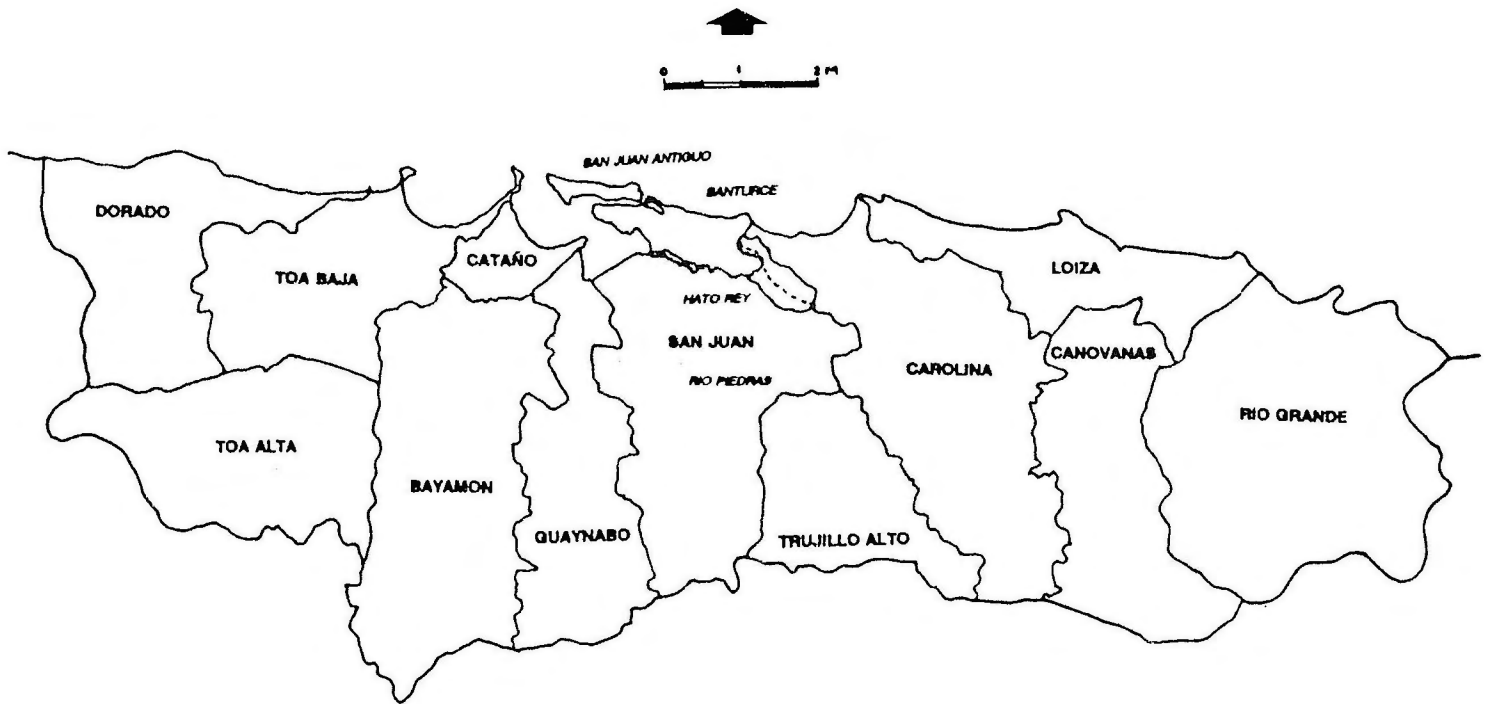 0 1 2 M
SAN JUAN ANTIGUO
SANTURCE
DORADO
CATAÑO
TOA BAJA
LOIZA
HATO REY
SAN JUAN
CANOVANAS
CAROLINA
RIO PIEDRAS
RIO GRANDE
TOA ALTA
BAYAMON
GUAYNABO
TRUJILLO ALTO